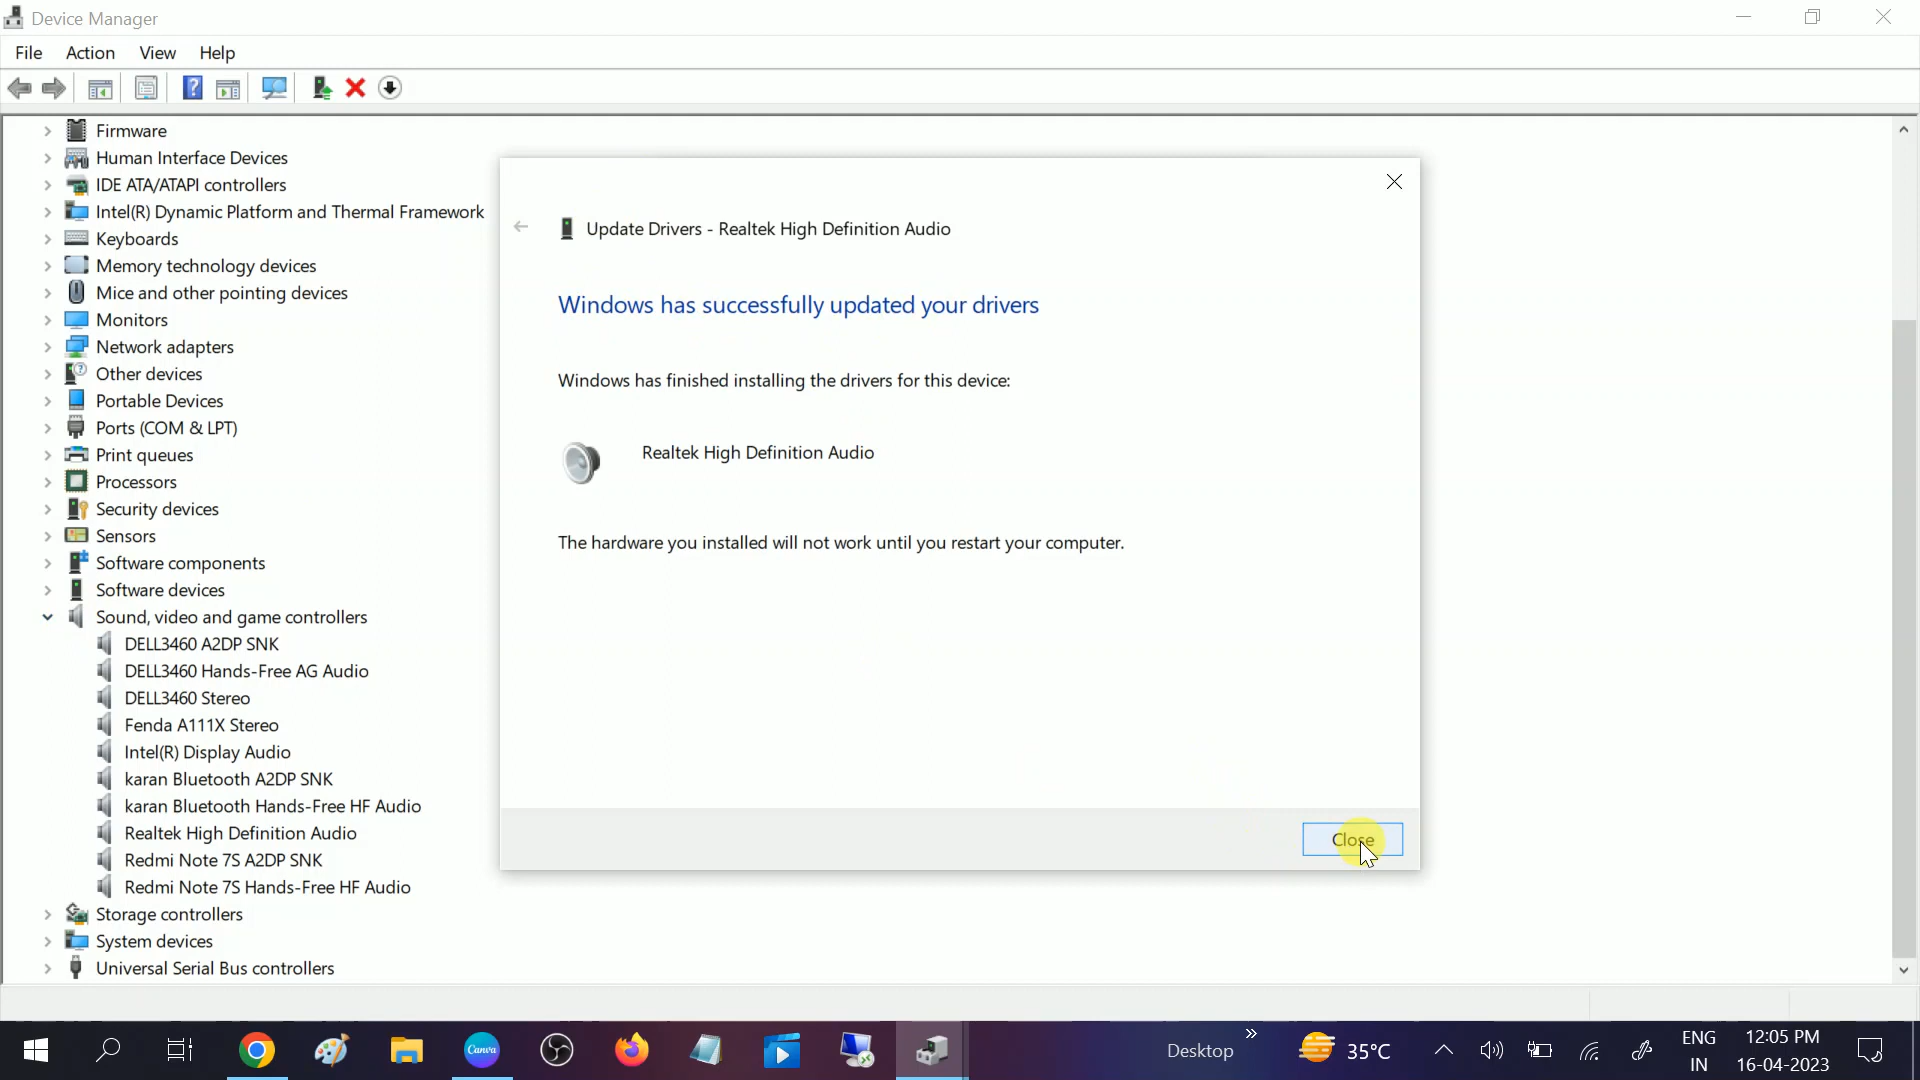 Device Manager
File Action View Help
Firmware
Human Interface Devices
IDE ATA/ATAPI controllers
Intel(R) Dynamic Platform and Thermal Framework
Keyboards
Memory technology devices
Mice and other pointing devices
Monitors
Network adapters
Other devices
Portable Devices
Ports (COM & LPT)
Print queues
Processors
Security devices
Sensors
Software components
Software devices
Sound, video and game controllers
DELL3460 A2DP SNK
DELL3460 Hands-Free AG Audio
DELL3460 Stereo
Fenda A111X Stereo
Intel(R) Display Audio
karan Bluetooth A2DP SNK
karan Bluetooth Hands-Free HF Audio
Realtek High Definition Audio
Redmi Note 7S A2DP SNK
Redmi Note 7S Hands-Free HF Audio
Storage controllers
System devices
Universal Serial Bus controllers
Update Drivers - Realtek High Definition Audio
Windows has successfully updated your drivers
Windows has finished installing the drivers for this device:
Realtek High Definition Audio
The hardware you installed will not work until you restart your computer.
Close
Canva
Desktop
35°C
ENG
IN
12:05 PM
16-04-2023